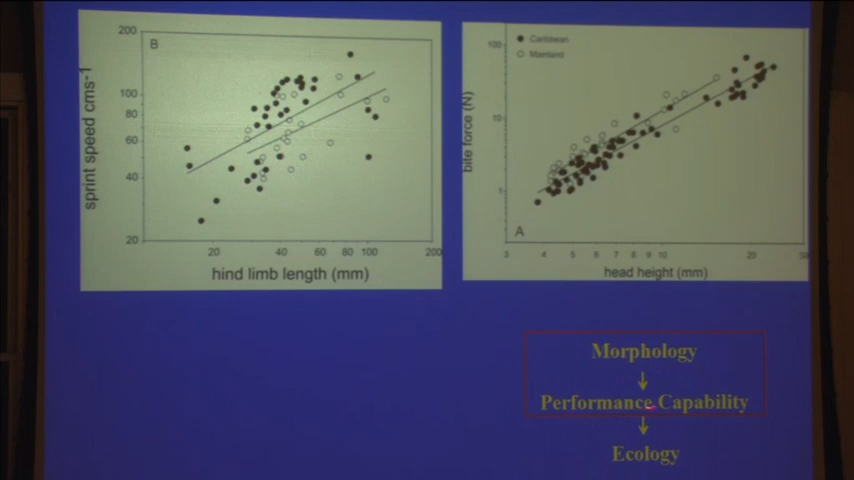 B
200
100
80
60
40
20
20
40
60
80
100
200
sprint speed cms-1
hind limb length (mm)
Caribbean
Mainland
100
10
1
bite force (N)
A
3
4
5
6
7
8
9
10
20
head height (mm)
Morphology
Performance Capability
Ecology